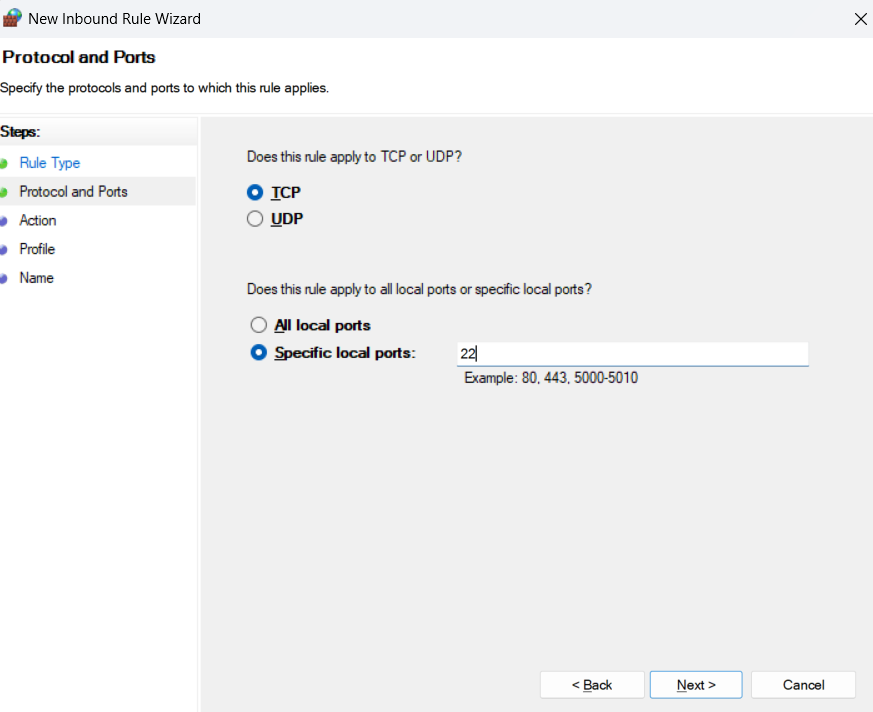 New Inbound Rule Wizard
Protocol and Ports
Specify the protocols and ports to which this rule applies.
Steps:
Rule Type
Protocol and Ports
Action
Profile
Name
Does this rule apply to TCP or UDP?
TCP
UDP
Does this rule apply to all local ports or specific local ports?
All local ports
Specific local ports: 22
Example: 80, 443, 5000-5010
< Back Next > Cancel